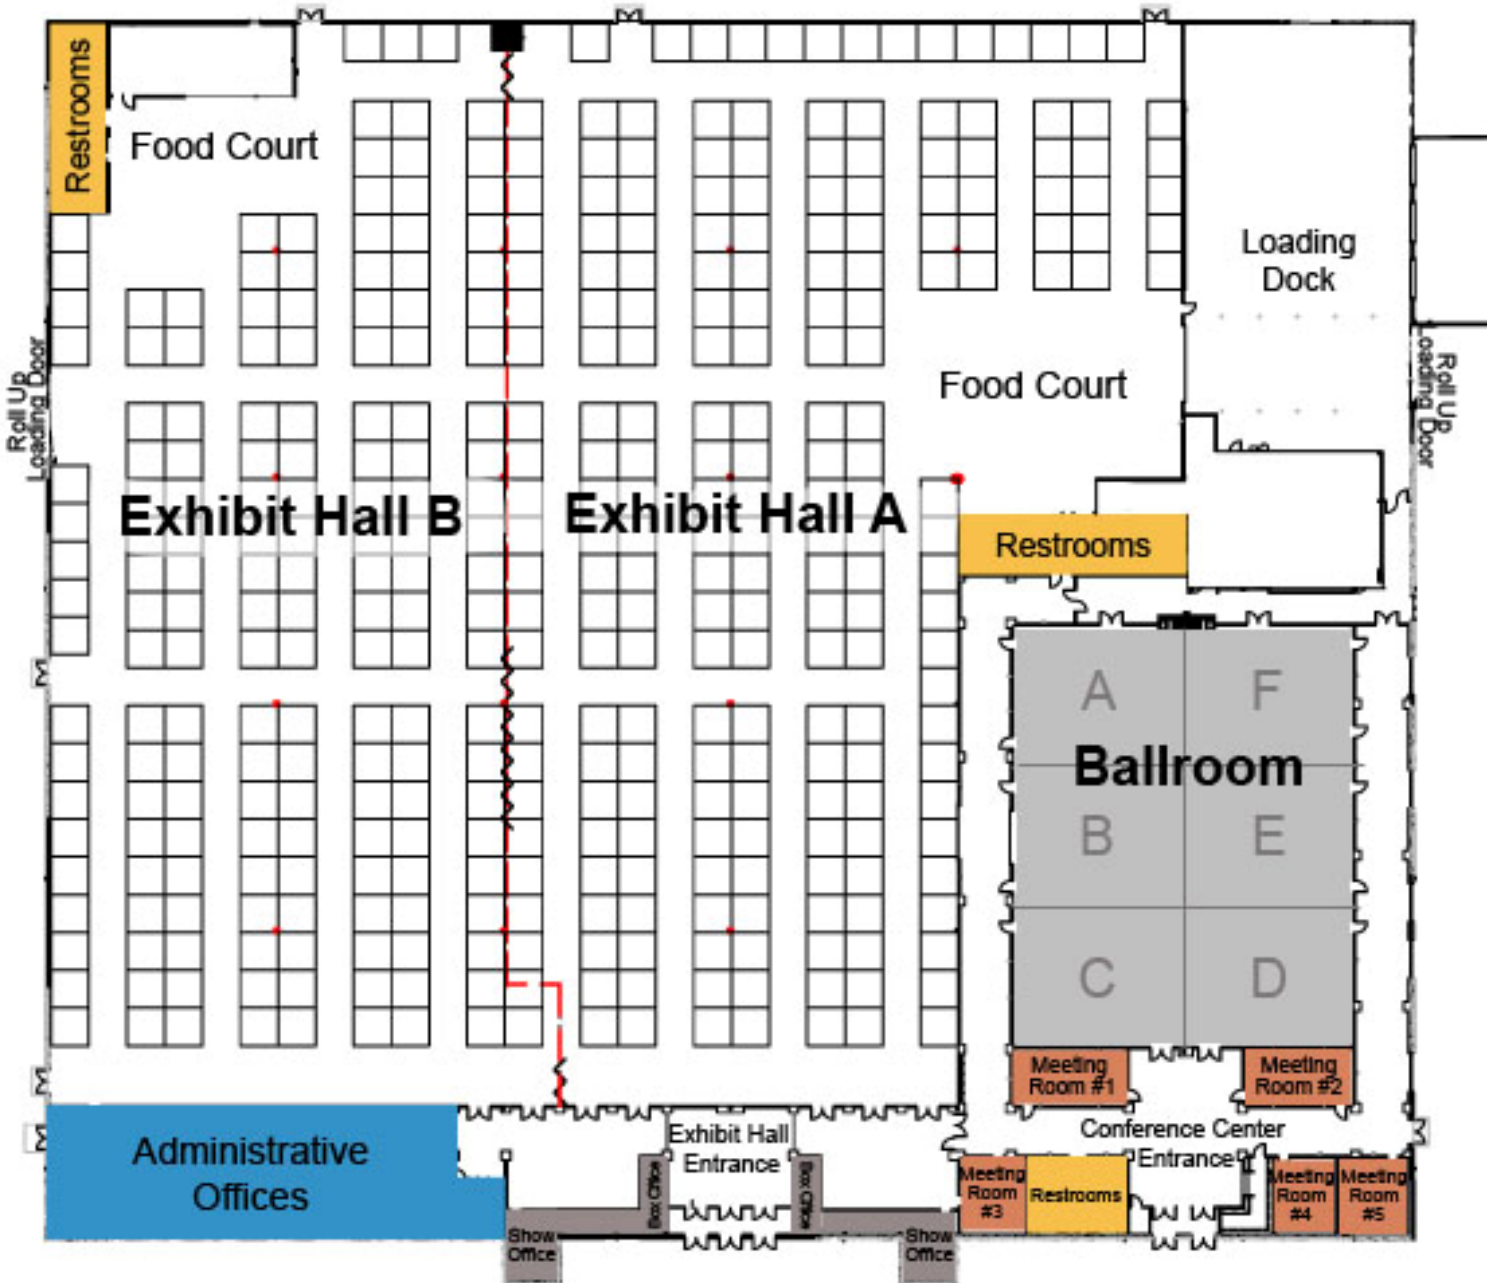 Restrooms
Food Court
Loading
Dock
Roll Up
Loading Door
Food Court
Roll Up
Loading Door
Exhibit Hall B
Exhibit Hall A
Restrooms
A
F
Ballroom
B
E
C
D
Meeting
Room #1
Meeting
Room #2
Administrative
Offices
Exhibit Hall
Entrance
Box Office
Box Office
Show
Office
Show
Office
Conference Center
Entrance
Meeting
Room
#3
Restrooms
Meeting
Room
#4
Meeting
Room
#5